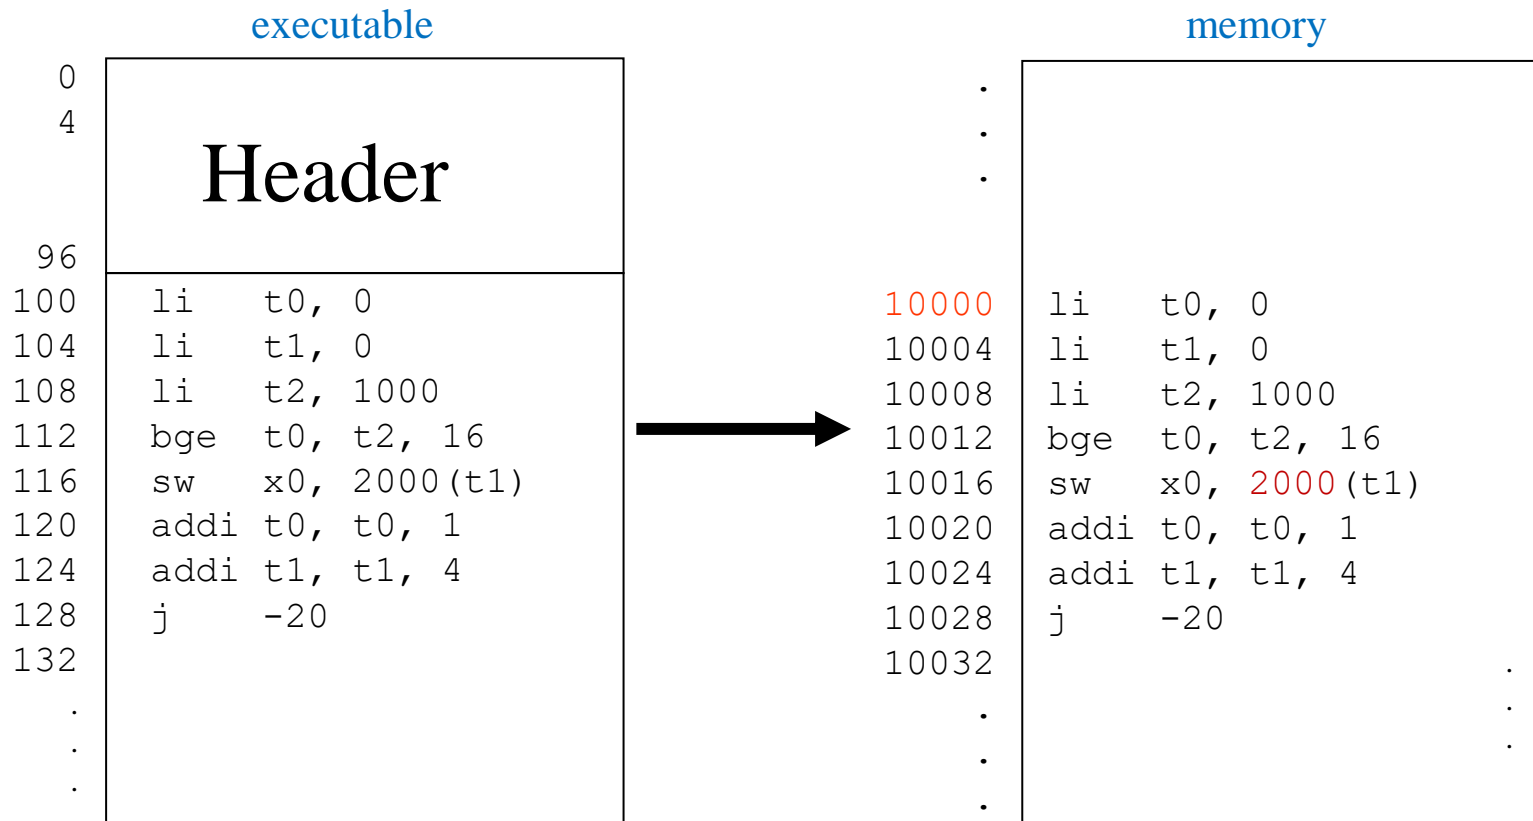 executable
0
4
Header
96
100 li t0, 0
104 li t1, 0
108 li t2, 1000
112 bge t0, t2, 16
116 sw x0, 2000(t1)
120 addi t0, t0, 1
124 addi t1, t1, 4
128 j -20
132
.
.
.
memory
.
.
.
10000 li t0, 0
10004 li t1, 0
10008 li t2, 1000
10012 bge t0, t2, 16
10016 sw x0, 2000(t1)
10020 addi t0, t0, 1
10024 addi t1, t1, 4
10028 j -20
10032 .
. .
. .
.